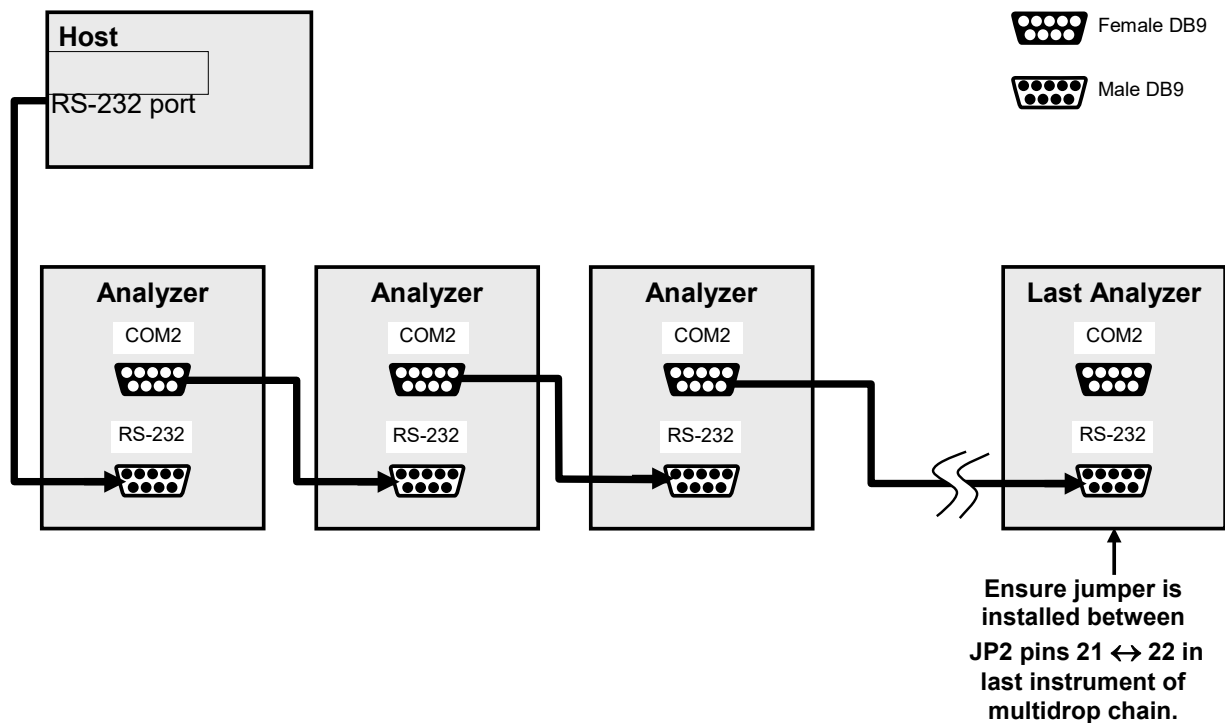 Host
RS-232 port
Female DB9
Male DB9
Analyzer
COM2
RS-232
Analyzer
COM2
RS-232
Analyzer
COM2
RS-232
Last Analyzer
COM2
RS-232
Ensure jumper is
installed between
JP2 pins 21 ↔ 22 in
last instrument of
multidrop chain.